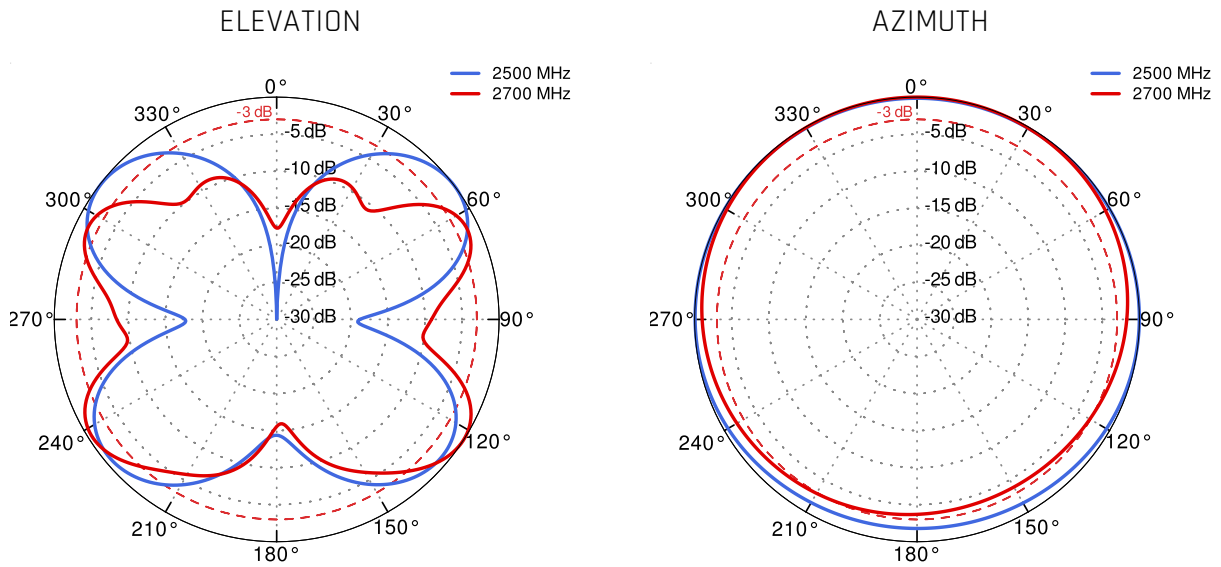 ELEVATION
2500 MHz
2700 MHz
0°
-3 dB
330°
30°
-5 dB
-10 dB
300°
60°
-15 dB
-20 dB
-25 dB
270°
-30 dB
90°
240°
120°
210°
150°
180°
AZIMUTH
2500 MHz
2700 MHz
0°
-3 dB
330°
30°
-5 dB
-10 dB
300°
60°
-15 dB
-20 dB
-25 dB
270°
-30 dB
90°
240°
120°
210°
150°
180°